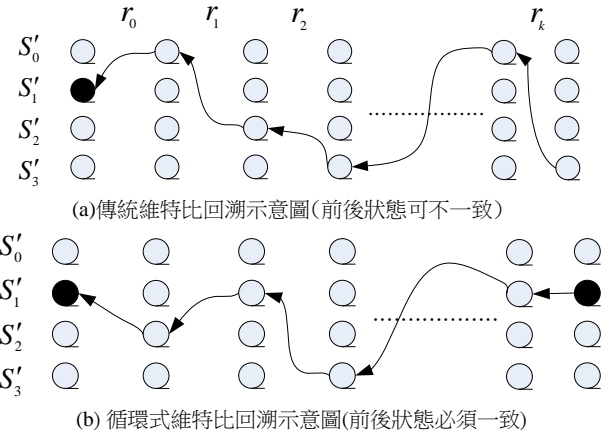 r₀ r₁ r₂ rₖ
S′₀
S′₁
S′₂
S′₃
(a)傳統維特比回溯示意圖(前後狀態可不一致)
S′₀
S′₁
S′₂
S′₃
(b) 循環式維特比回溯示意圖(前後狀態必須一致)